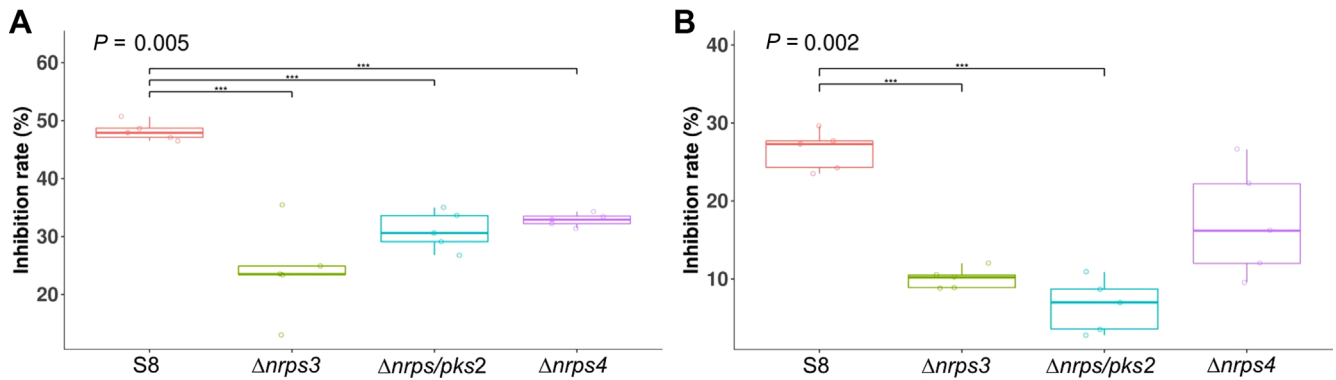 A
P = 0.005
***
***
***
Inhibition rate (%)
60
50
40
30
20
S8
Δnrps3
Δnrps/pks2
Δnrps4
B
P = 0.002
***
***
Inhibition rate (%)
40
30
20
10
S8
Δnrps3
Δnrps/pks2
Δnrps4